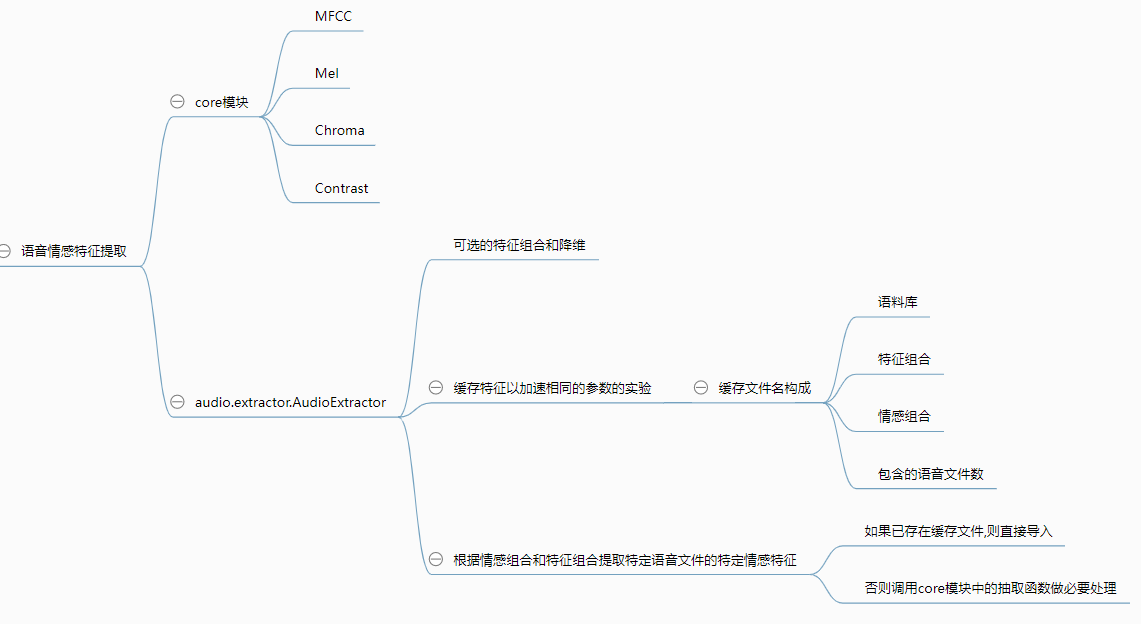 语音情感特征提取
core模块
MFCC
Mel
Chroma
Contrast
audio.extractor.AudioExtractor
可选的特征组合和降维
缓存特征以加速相同的参数的实验
缓存文件名构成
语料库
特征组合
情感组合
包含的语音文件数
根据情感组合和特征组合提取特定语音文件的特定情感特征
如果已存在缓存文件,则直接导入
否则调用core模块中的抽取函数做必要处理